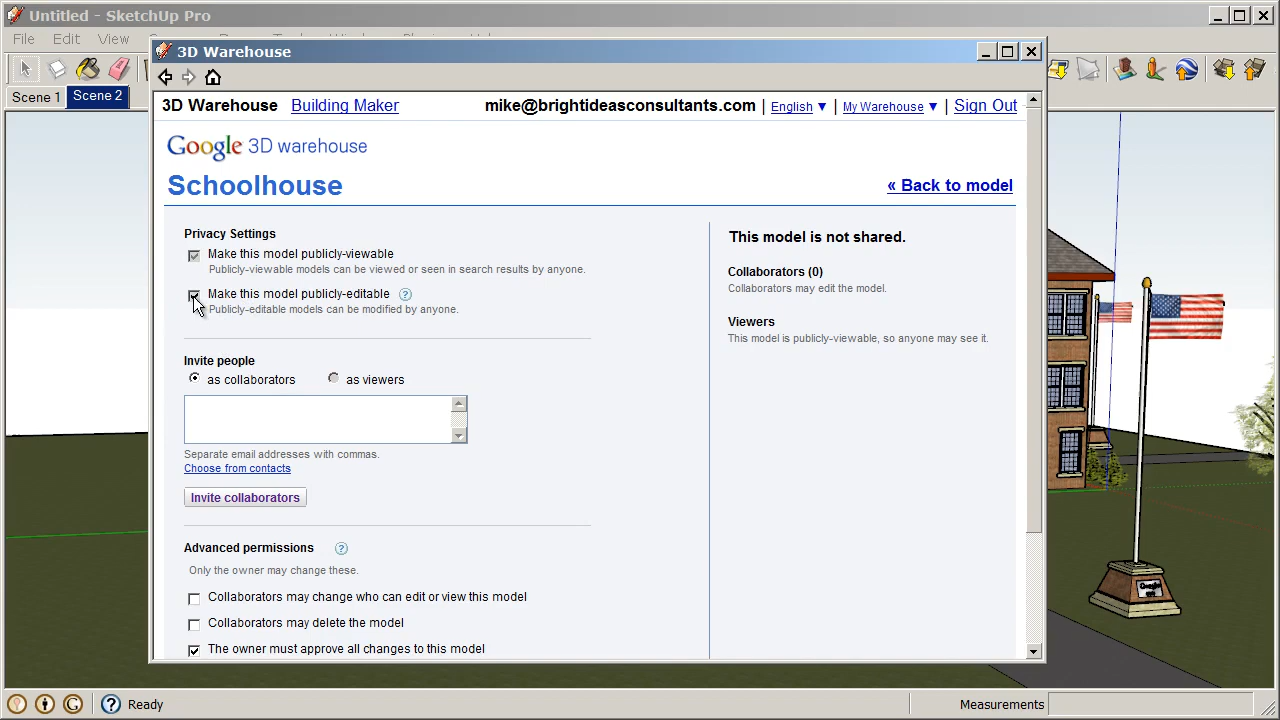 Untitled - SketchUp Pro
File Edit View
3D Warehouse
Scene 1 Scene 2
3D Warehouse Building Maker mike@brightideasconsultants.com | English ▼ | My Warehouse ▼ | Sign Out
Google 3D warehouse
Schoolhouse
« Back to model
Privacy Settings
Make this model publicly-viewable
Publicly-viewable models can be viewed or seen in search results by anyone.
Make this model publicly-editable ?
Publicly-editable models can be modified by anyone.
Invite people
as collaborators as viewers
Separate email addresses with commas.
Choose from contacts
Invite collaborators
Advanced permissions ?
Only the owner may change these.
Collaborators may change who can edit or view this model
Collaborators may delete the model
The owner must approve all changes to this model
This model is not shared.
Collaborators (0)
Collaborators may edit the model.
Viewers
This model is publicly-viewable, so anyone may see it.
Ready
Measurements